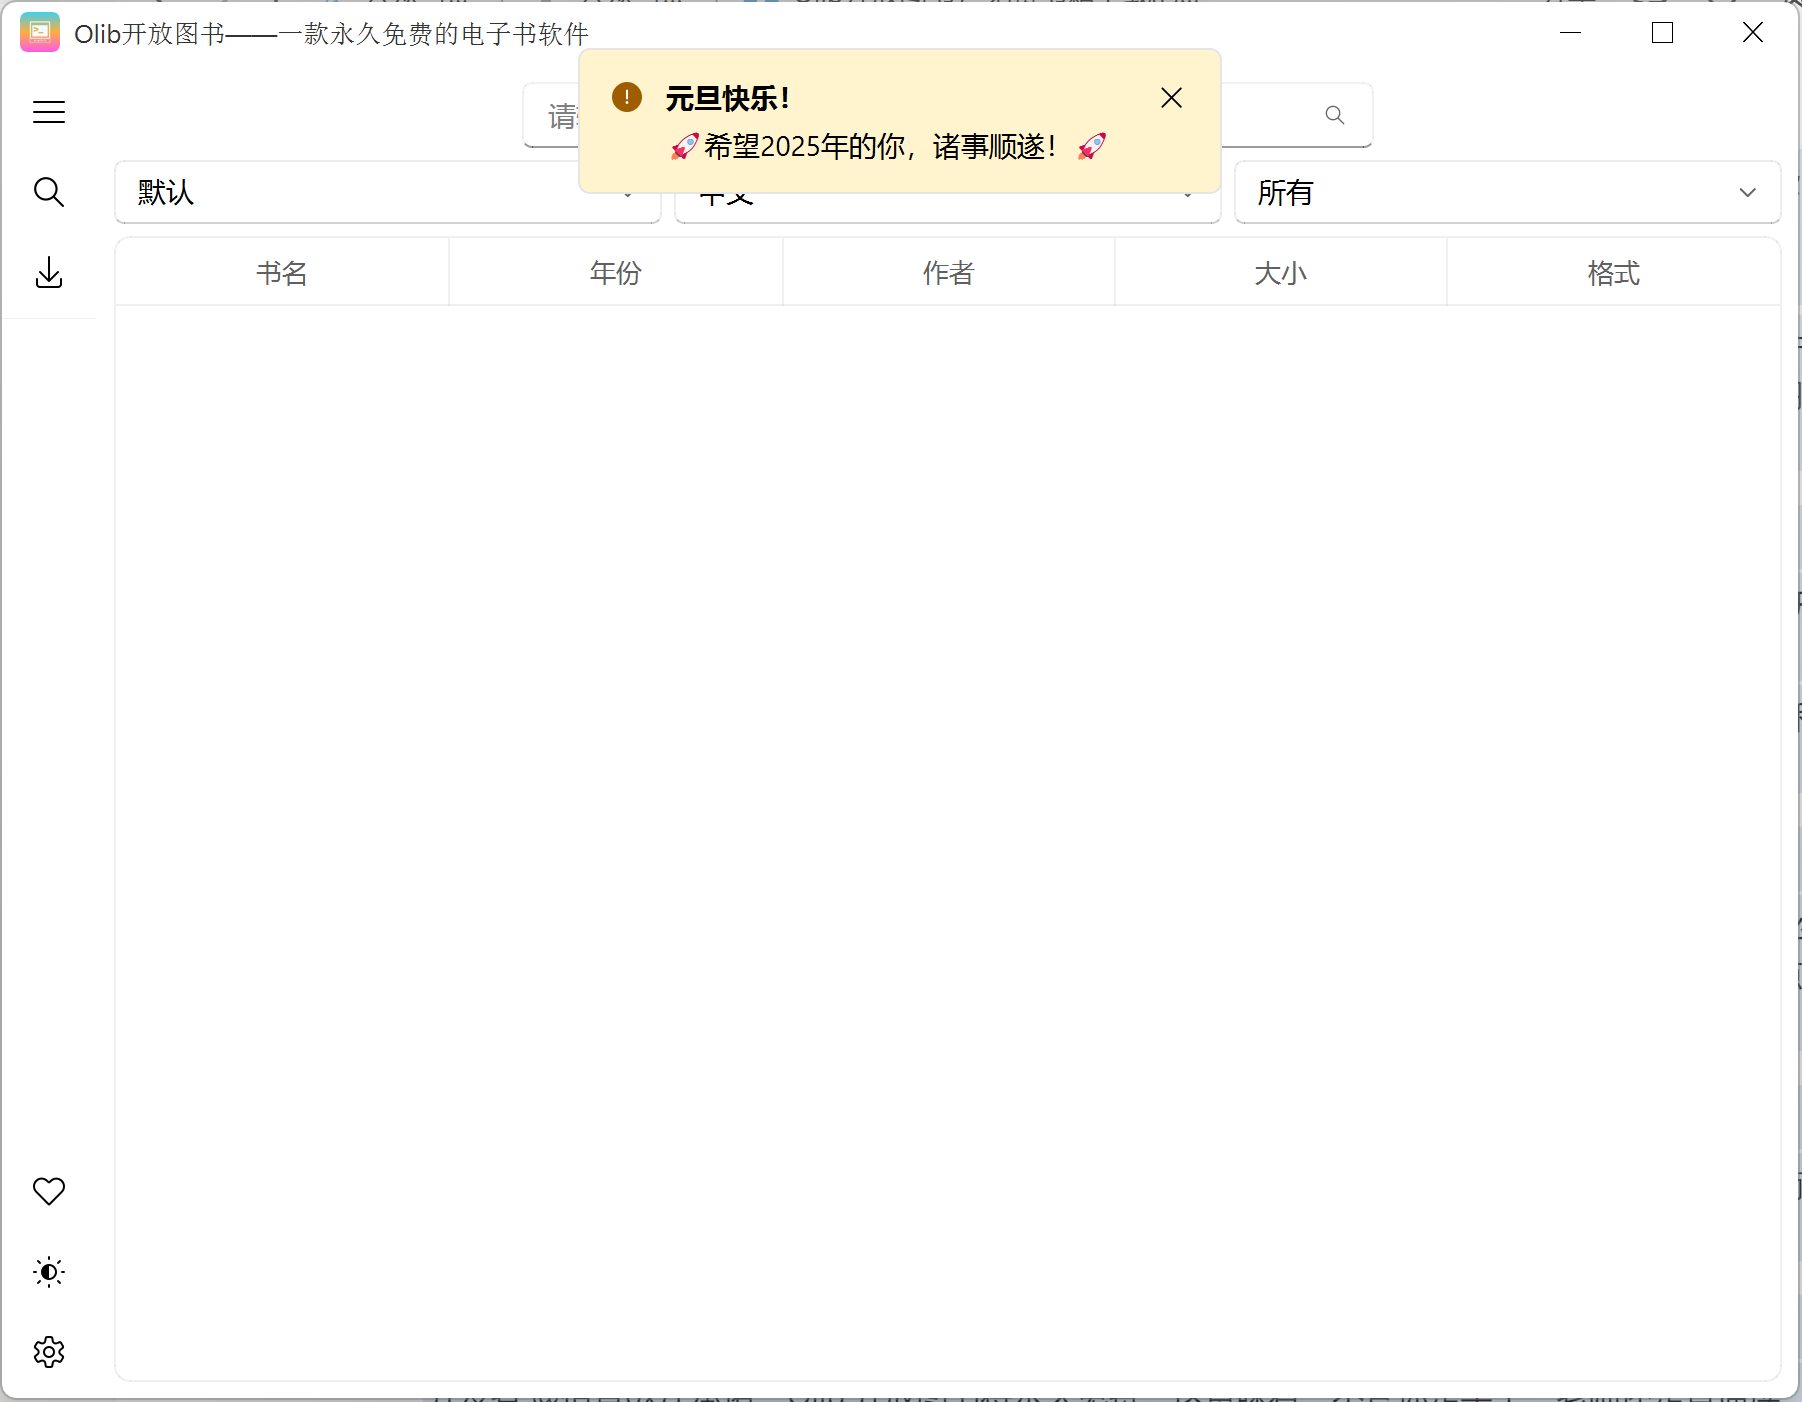 Olib开放图书——一款永久免费的电子书软件
元旦快乐！
🚀希望2025年的你，诸事顺遂！🚀
请
默认
中文
所有
书名
年份
作者
大小
格式